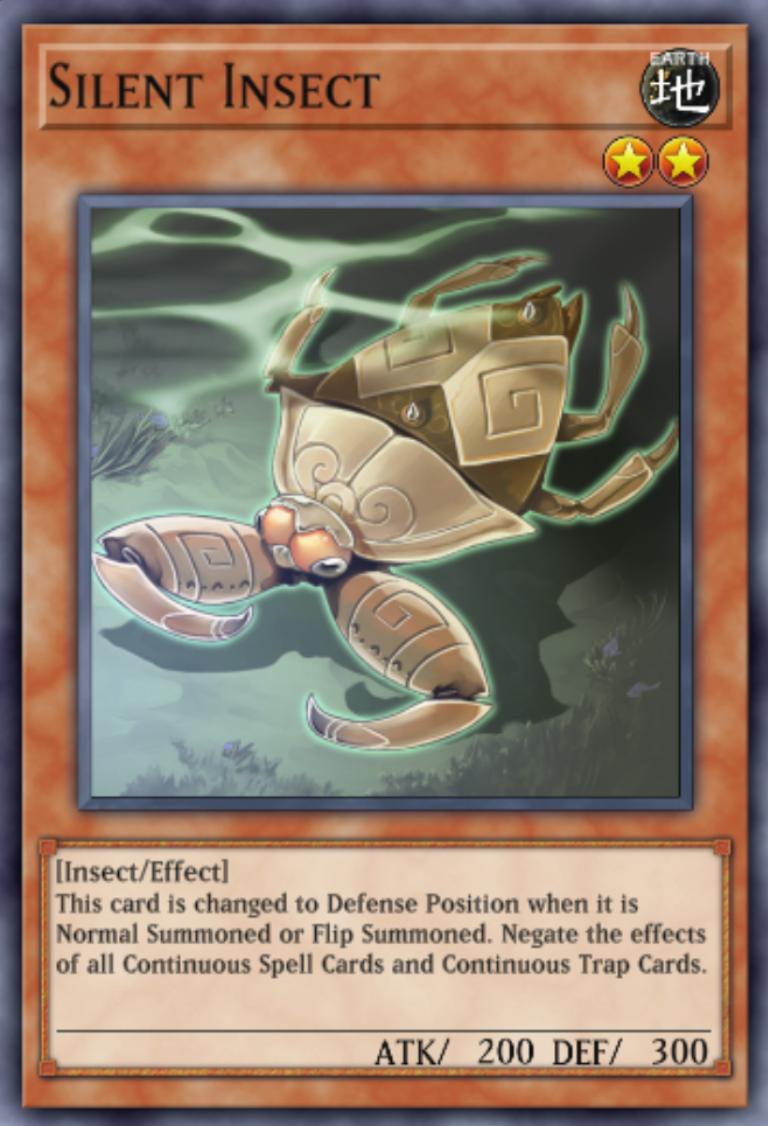 SILENT INSECT
EARTH
地
[Insect/Effect]
This card is changed to Defense Position when it is
Normal Summoned or Flip Summoned. Negate the effects
of all Continuous Spell Cards and Continuous Trap Cards.
ATK/ 200 DEF/ 300